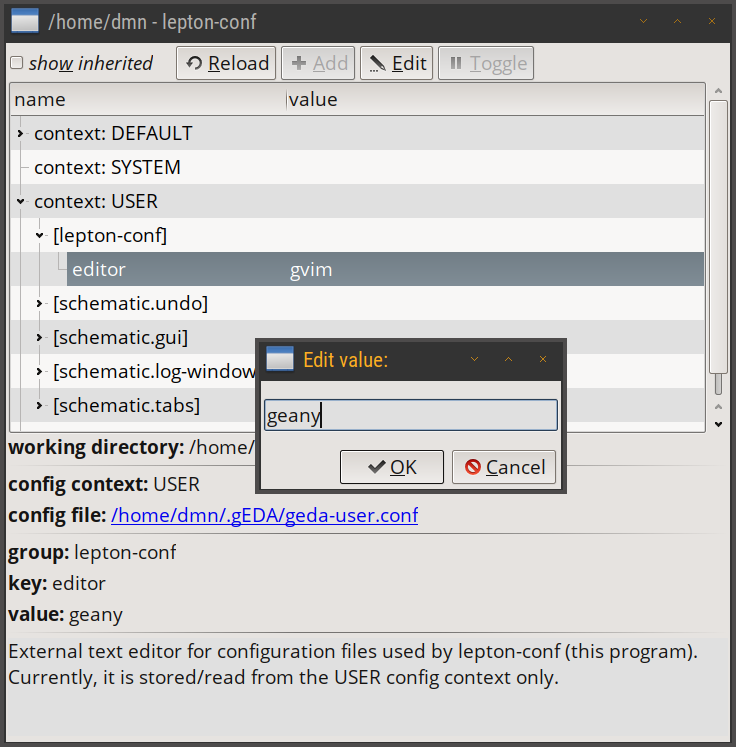 /home/dmn - lepton-conf
show inherited Reload Add Edit Toggle
name value
context: DEFAULT
context: SYSTEM
context: USER
[lepton-conf]
editor gvim
[schematic.undo]
[schematic.gui]
[schematic.log-window
[schematic.tabs]
Edit value:
geany
OK Cancel
working directory: /home/
config context: USER
config file: /home/dmn/.gEDA/geda-user.conf
group: lepton-conf
key: editor
value: geany
External text editor for configuration files used by lepton-conf (this program).
Currently, it is stored/read from the USER config context only.